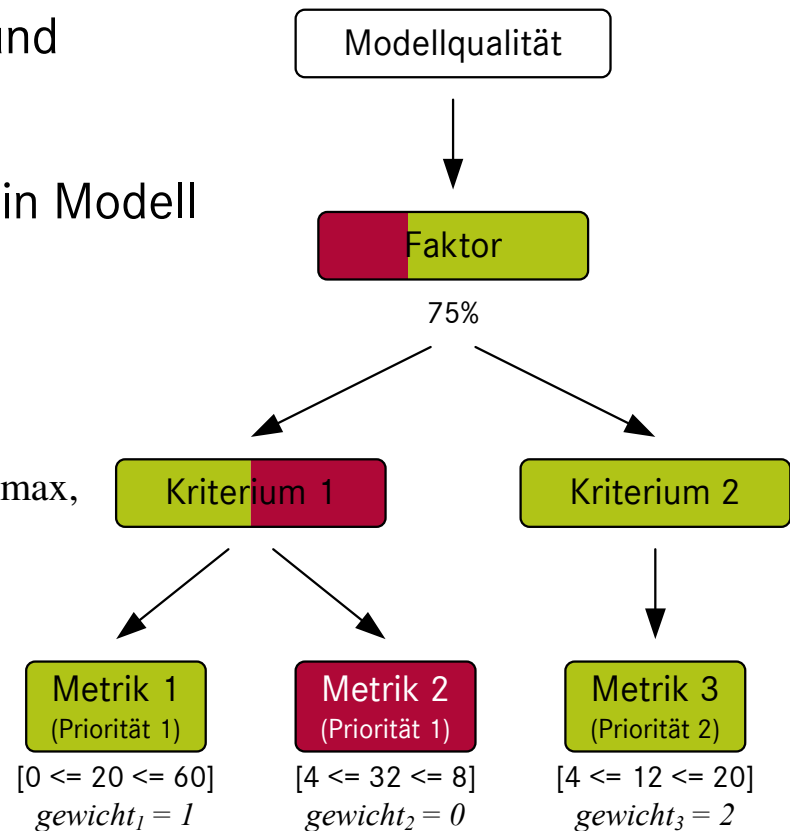 und
Modellqualität
in Modell
Faktor
75%
max,
Kriterium 1
Kriterium 2
Metrik 1
(Priorität 1)
[0 <= 20 <= 60]
gewicht₁ = 1
Metrik 2
(Priorität 1)
[4 <= 32 <= 8]
gewicht₂ = 0
Metrik 3
(Priorität 2)
[4 <= 12 <= 20]
gewicht₃ = 2